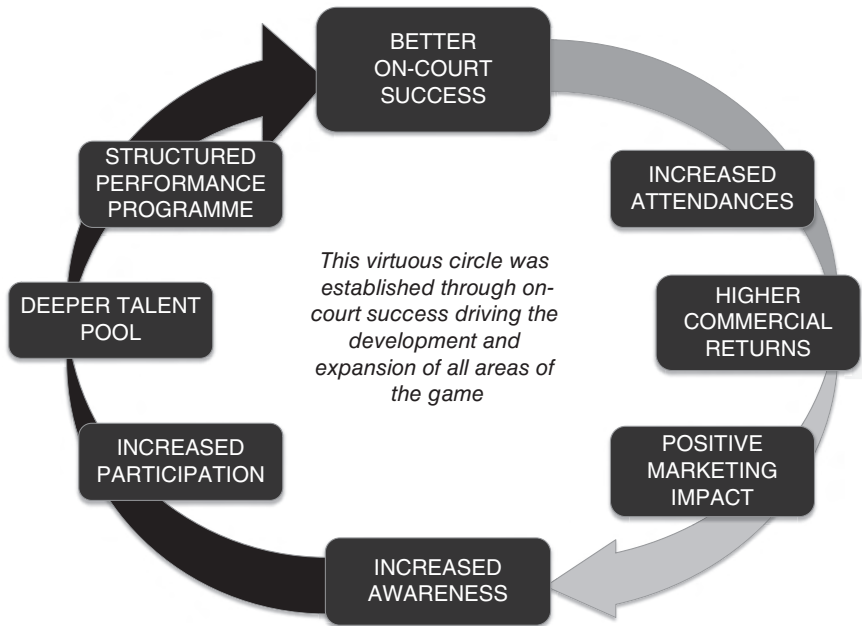 BETTER
ON-COURT
SUCCESS
INCREASED
ATTENDANCES
HIGHER
COMMERCIAL
RETURNS
POSITIVE
MARKETING
IMPACT
INCREASED
AWARENESS
INCREASED
PARTICIPATION
DEEPER TALENT
POOL
STRUCTURED
PERFORMANCE
PROGRAMME
This virtuous circle was
established through on-
court success driving the
development and
expansion of all areas of
the game